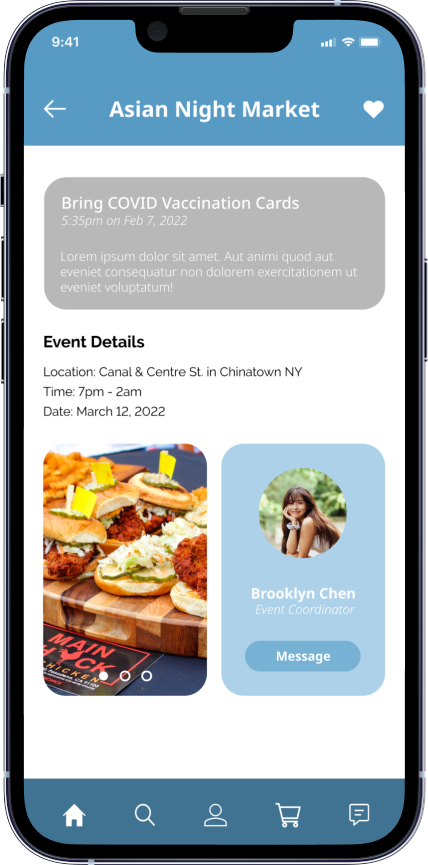 9:41
Asian Night Market
Bring COVID Vaccination Cards
5:35pm on Feb 7, 2022
Lorem ipsum dolor sit amet. Aut animi quod aut
eveniet consequatur non dolorem exercitationem ut
eveniet voluptatum!
Event Details
Location: Canal & Centre St. in Chinatown NY
Time: 7pm - 2am
Date: March 12, 2022
MAIN
CHICKEN
Brooklyn Chen
Event Coordinator
Message